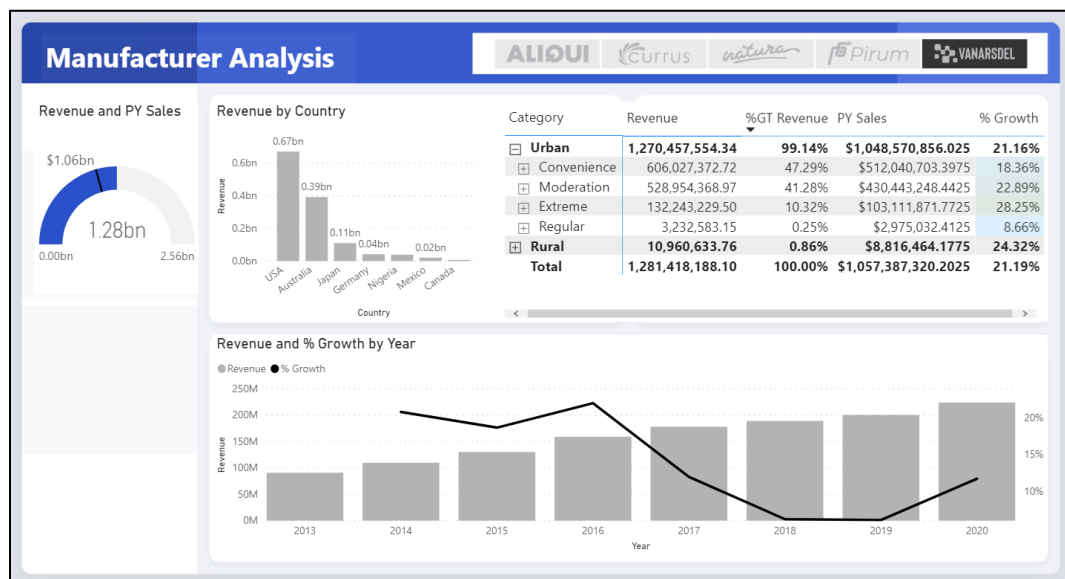 Manufacturer Analysis
ALIQUI
Currus
natura
Pirum
VANARSDEL
Revenue and PY Sales
$1.06bn
1.28bn
0.00bn
2.56bn
Revenue by Country
Revenue
0.6bn
0.4bn
0.2bn
0.0bn
0.67bn
0.39bn
0.11bn
0.04bn
0.02bn
USA
Australia
Japan
Germany
Nigeria
Mexico
Canada
Country
Category Revenue %GT Revenue PY Sales % Growth
Urban 1,270,457,554.34 99.14% $1,048,570,856.025 21.16%
Convenience 606,027,372.72 47.29% $512,040,703.3975 18.36%
Moderation 528,954,368.97 41.28% $430,443,248.4425 22.89%
Extreme 132,243,229.50 10.32% $103,111,871.7725 28.25%
Regular 3,232,583.15 0.25% $2,975,032.4125 8.66%
Rural 10,960,633.76 0.86% $8,816,464.1775 24.32%
Total 1,281,418,188.10 100.00% $1,057,387,320.2025 21.19%
Revenue and % Growth by Year
Revenue % Growth
Revenue
250M
200M
150M
100M
50M
0M
20%
15%
10%
2013 2014 2015 2016 2017 2018 2019 2020
Year